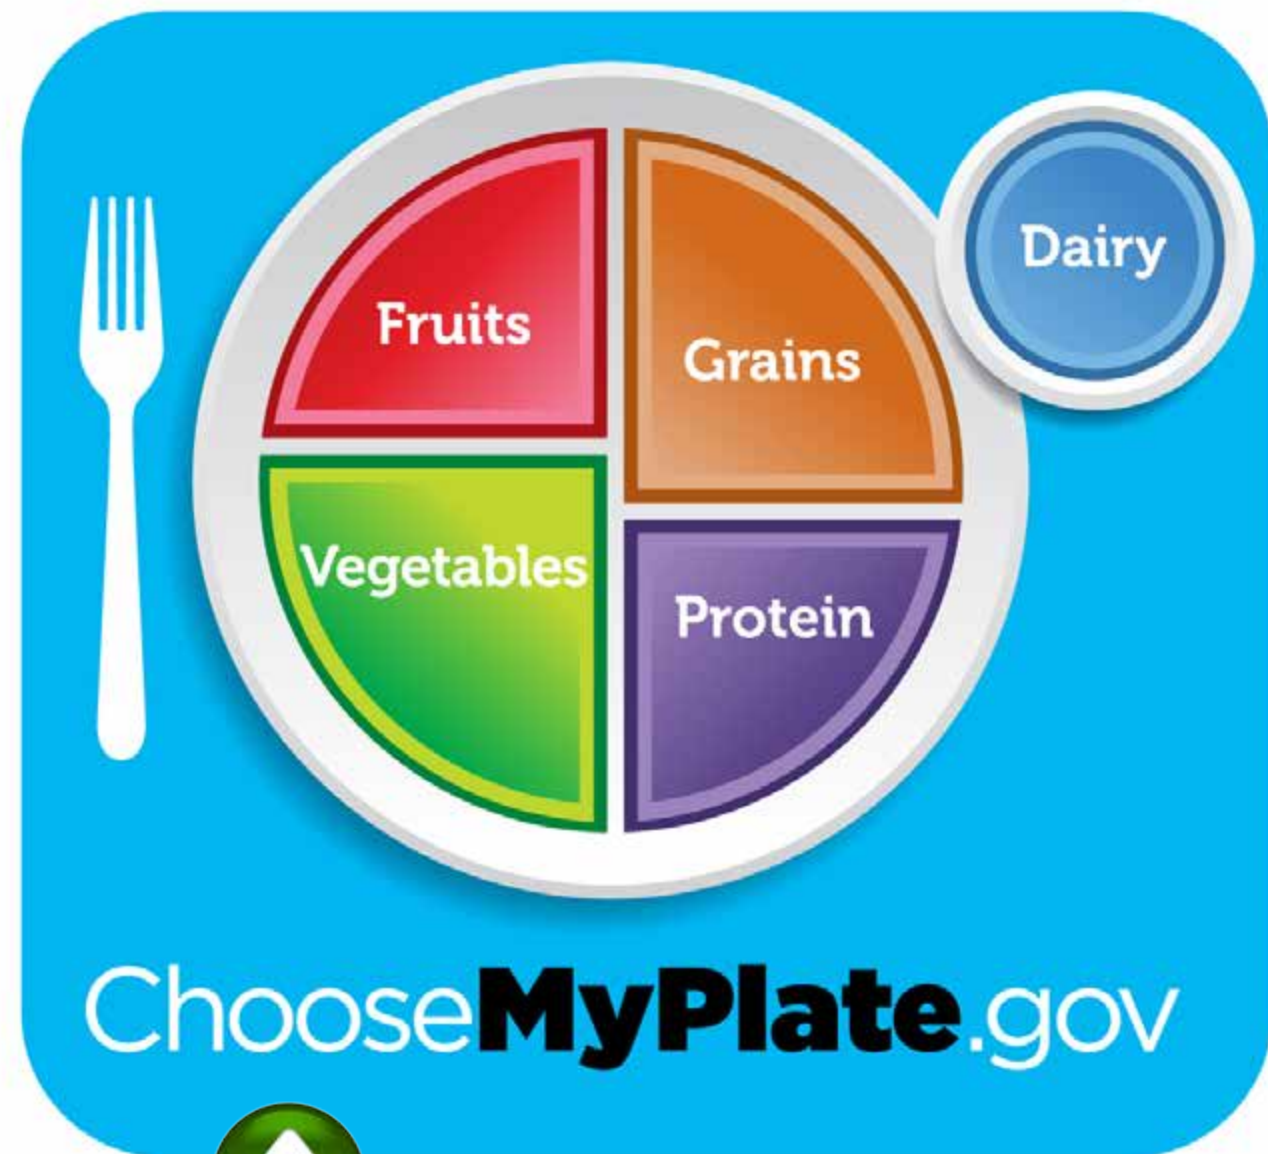 Dairy
Fruits
Grains
Vegetables
Protein
ChooseMyPlate.gov